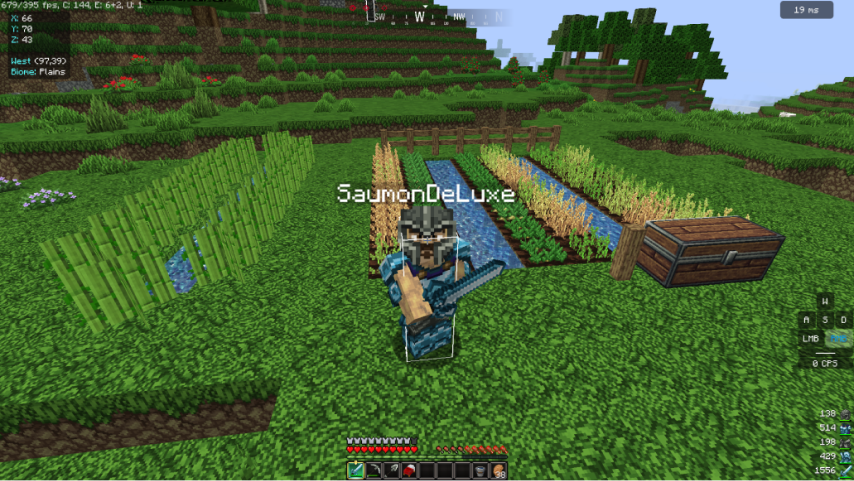 679/395 fps, C: 144, E: 6+2, U: 1
X: 66
Y: 70
Z: 43
West (97,39)
Biome: Plains
SW W NW N
19 ms
SaumonDeLuxe
W
A S D
LMB
0 CPS
138
514
198
429
1556
38